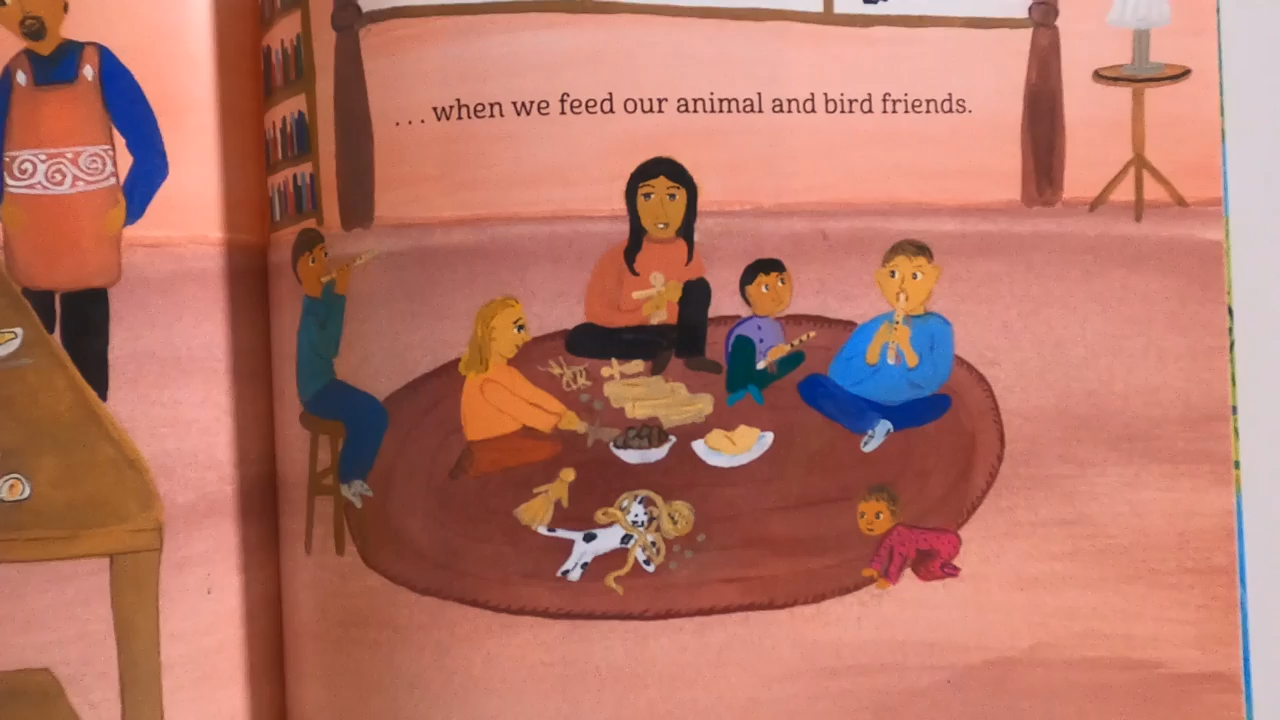 . . . when we feed our animal and bird friends.